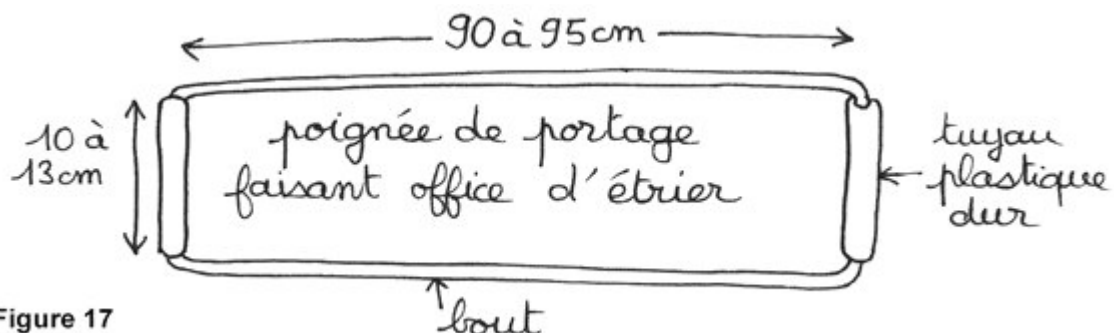 90 à 95cm
10 à
13cm
poignée de portage
faisant office d'étrier
tuyau
plastique
dur
bout
Figure 17